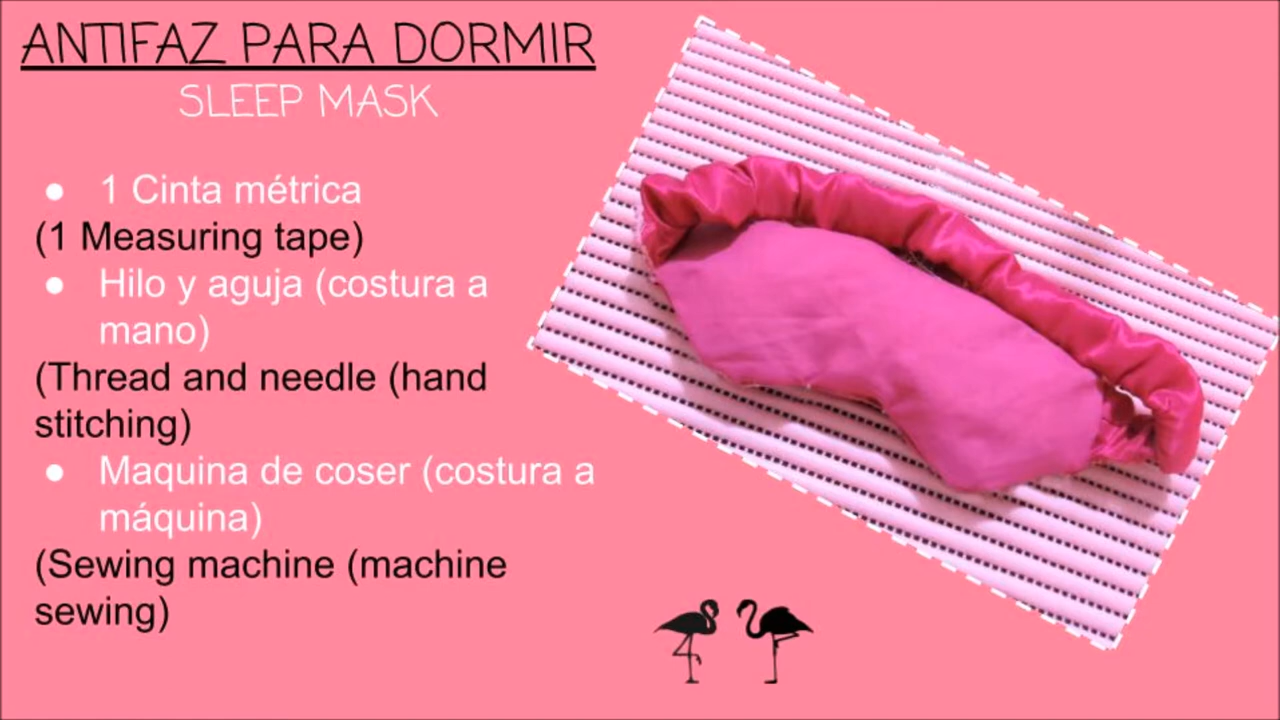 ANTIFAZ PARA DORMIR
SLEEP MASK
● 1 Cinta métrica
(1 Measuring tape)
● Hilo y aguja (costura a
mano)
(Thread and needle (hand
stitching)
● Maquina de coser (costura a
máquina)
(Sewing machine (machine
sewing)